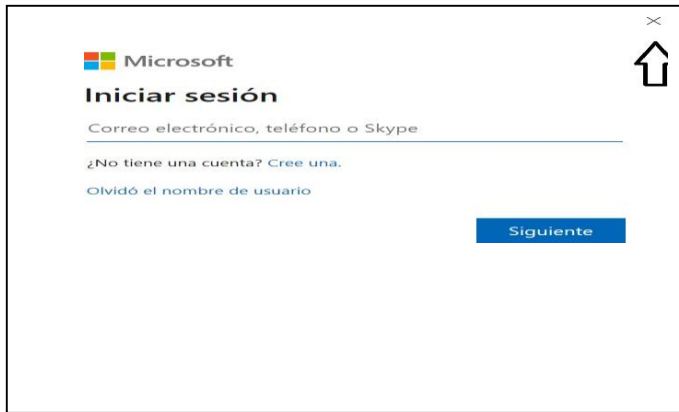 Microsoft
Iniciar sesión
Correo electrónico, teléfono o Skype
¿No tiene una cuenta? Cree una.
Olvidó el nombre de usuario
Siguiente